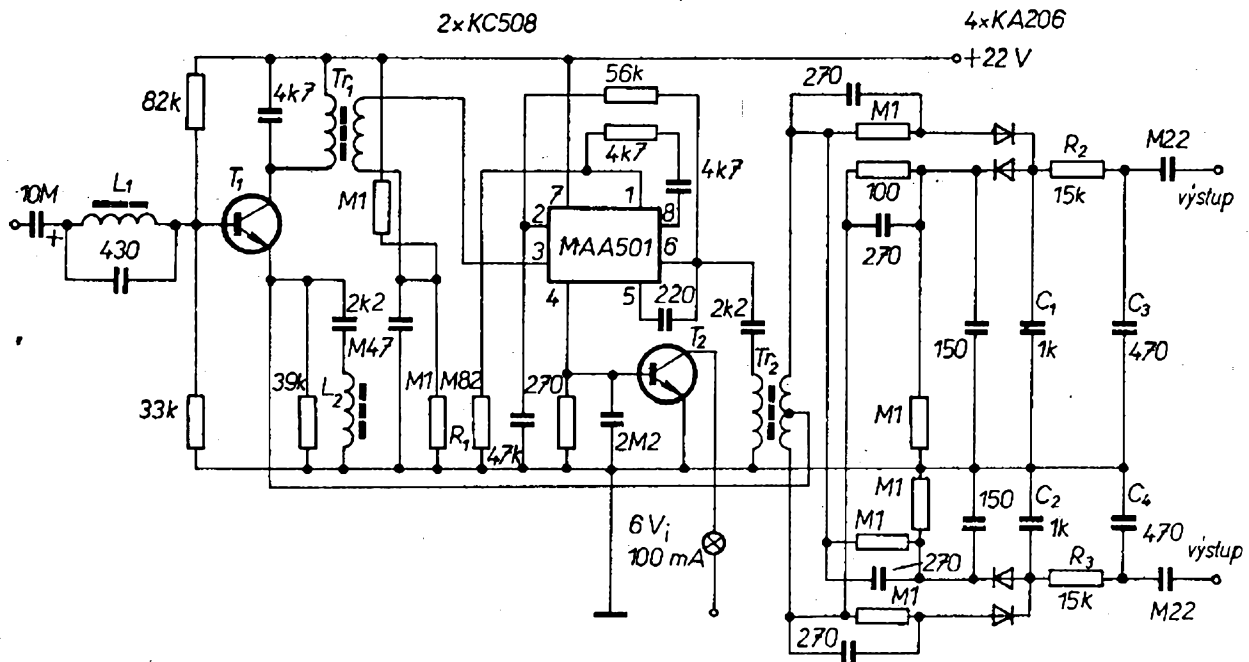 2×KC508
4×KA206
+22 V
82k
4k7
Tr₁
56k
270
M1
M22
4k7
R₂
15k
výstup
10M
+
L₁
T₁
M1
4k7
100
430
7
1
2
8
MAA501
3
6
270
4
5
220
2k2
2k2
M47
T₂
Tr₂
150
C₁
1k
C₃
470
39k
L₂
M1
M82
270
33k
R₁
47k
2M2
M1
M1
150
C₂
1k
C₄
470
M1
6V;
100 mA
270
R₃
15k
výstup
M22
M1
270